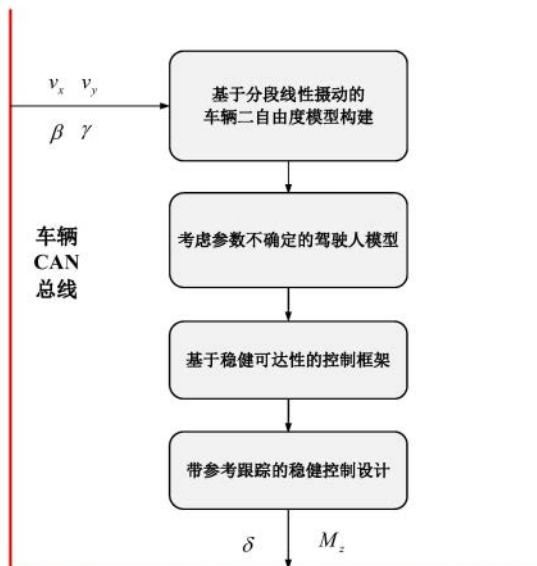 v_x v_y
基于分段线性摄动的
车辆二自由度模型构建
β γ
考虑参数不确定的驾驶人模型
车辆
CAN
总线
基于稳健可达性的控制框架
带参考跟踪的稳健控制设计
δ M_z